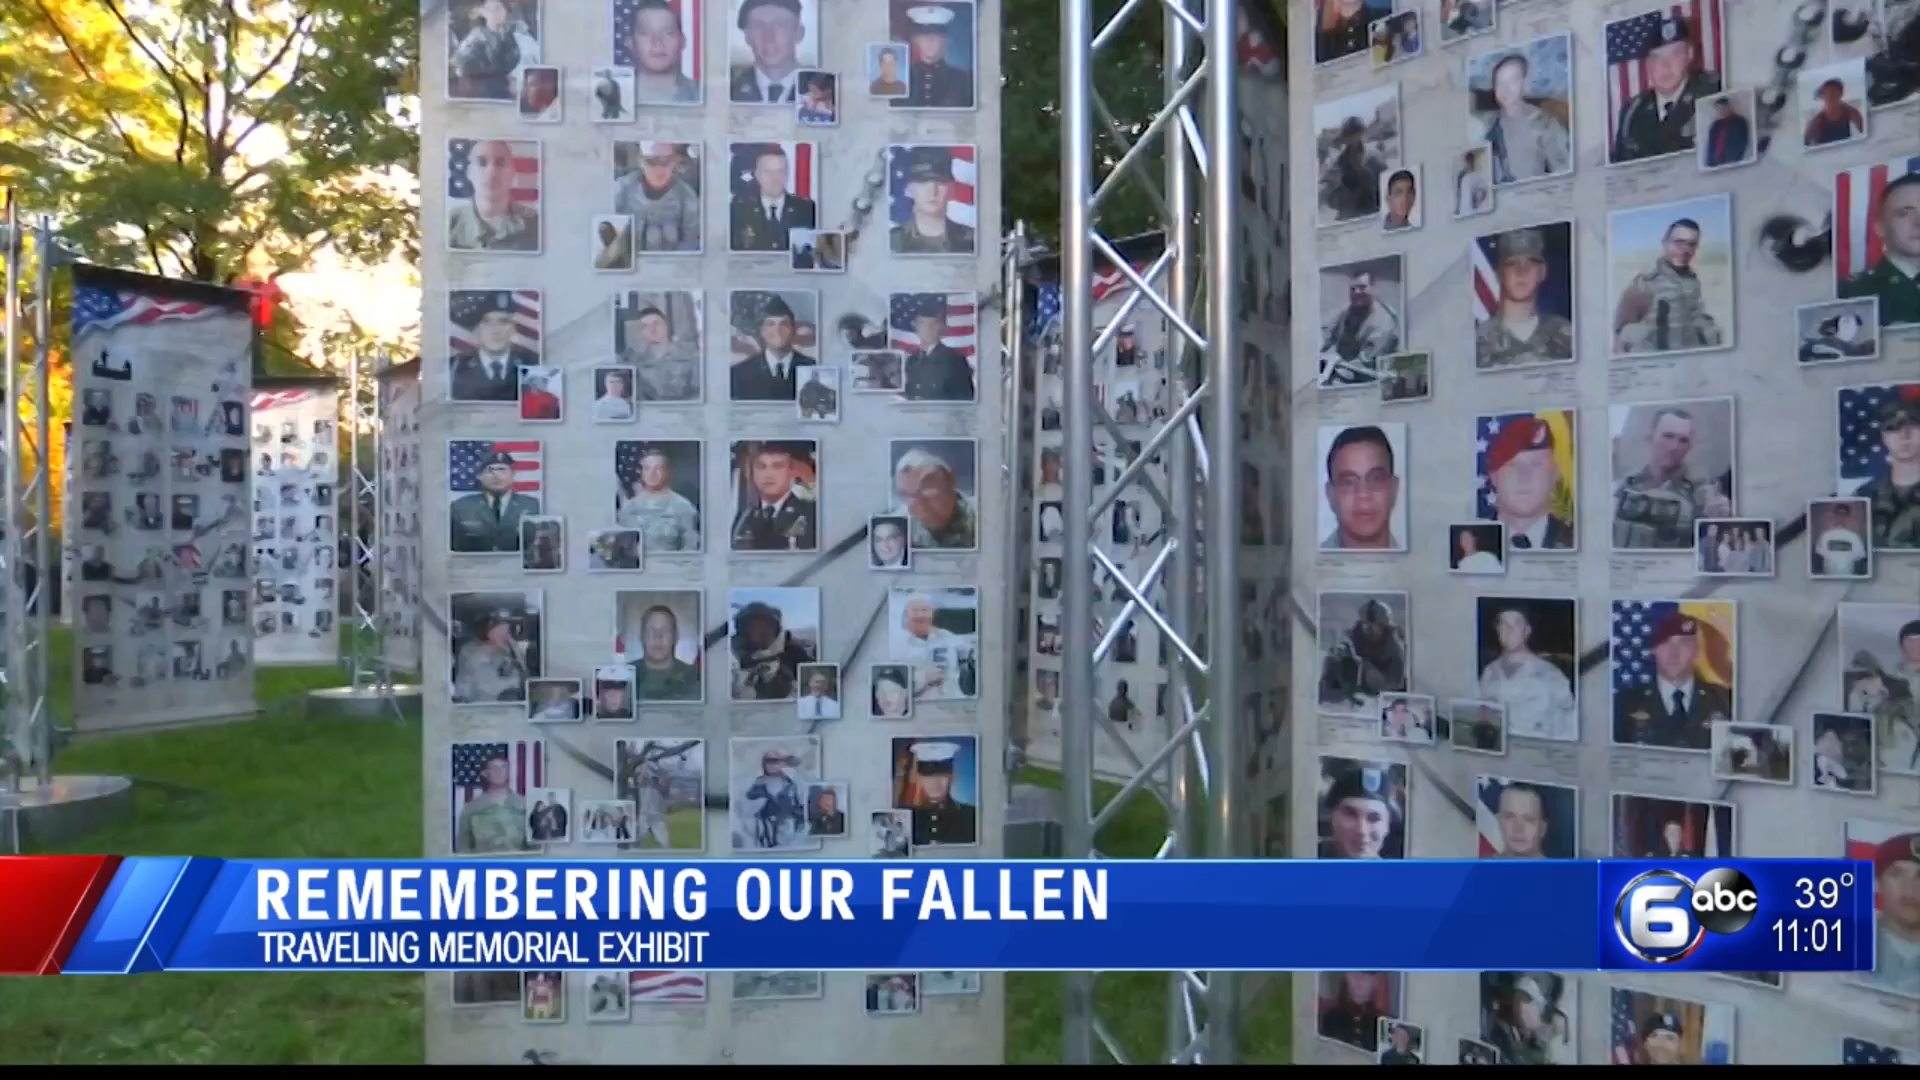 REMEMBERING OUR FALLEN
TRAVELING MEMORIAL EXHIBIT
6 abc 39°
11:01